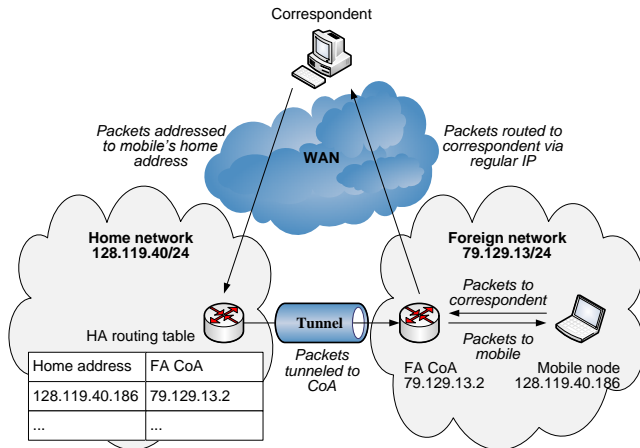 Correspondent
Packets addressed
to mobile's home
address
WAN
Packets routed to
correspondent via
regular IP
Home network
128.119.40/24
Foreign network
79.129.13/24
Packets to
correspondent
Tunnel
Packets to
mobile
HA routing table
Packets
tunneled to
CoA
FA CoA
79.129.13.2
Mobile node
128.119.40.186
Home address FA CoA
128.119.40.186 79.129.13.2
... ...